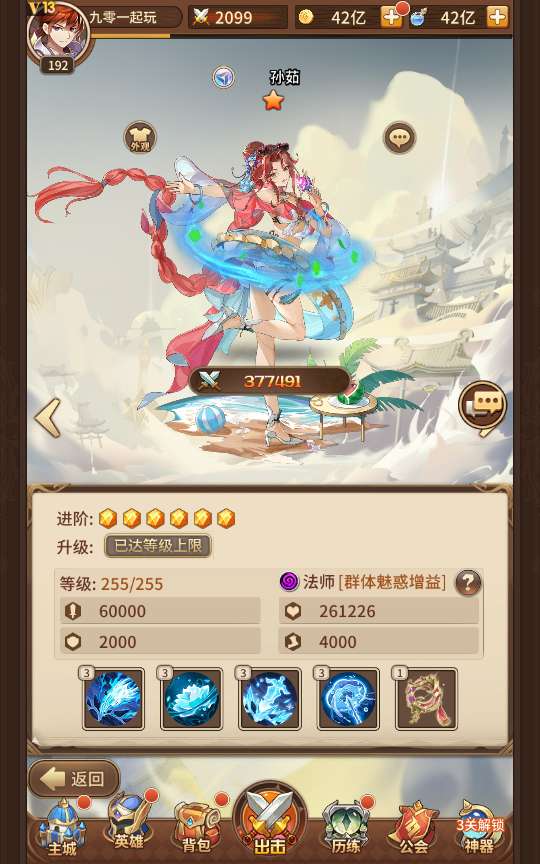 V13
九零一起玩
2099
42亿
42亿
192
孙茹
外观
377491
进阶:
升级:
已达等级上限
等级: 255/255
法师 [群体魅惑增益]
?
60000
261226
2000
4000
3
3
3
3
1
返回
主城
英雄
背包
出击
历练
公会
3关解锁
神器